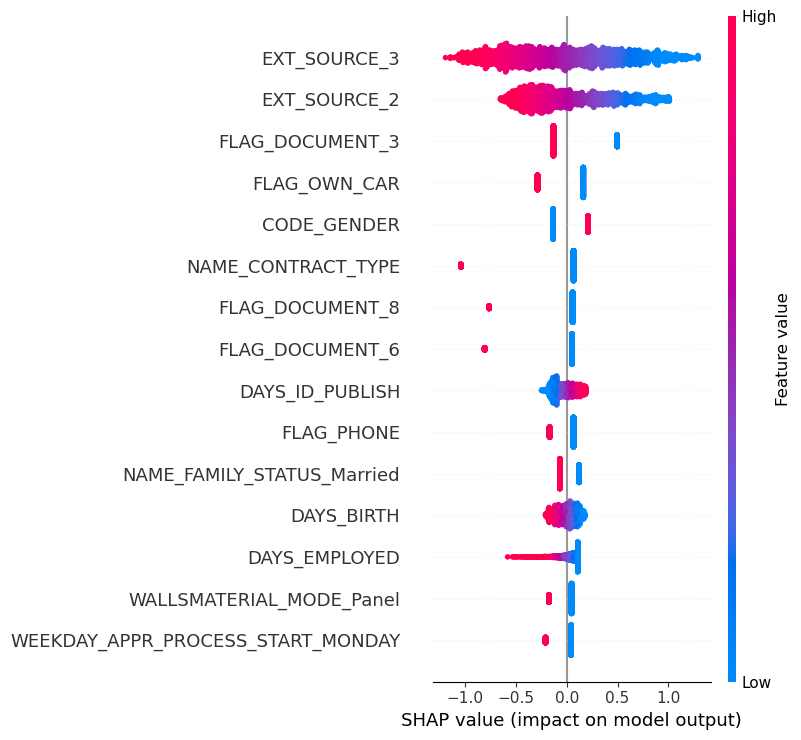 High
EXT_SOURCE_3
EXT_SOURCE_2
FLAG_DOCUMENT_3
FLAG_OWN_CAR
CODE_GENDER
NAME_CONTRACT_TYPE
FLAG_DOCUMENT_8
FLAG_DOCUMENT_6
DAYS_ID_PUBLISH
FLAG_PHONE
NAME_FAMILY_STATUS_Married
DAYS_BIRTH
DAYS_EMPLOYED
WALLSMATERIAL_MODE_Panel
WEEKDAY_APPR_PROCESS_START_MONDAY
Feature value
Low
−1.0 −0.5 0.0 0.5 1.0
SHAP value (impact on model output)